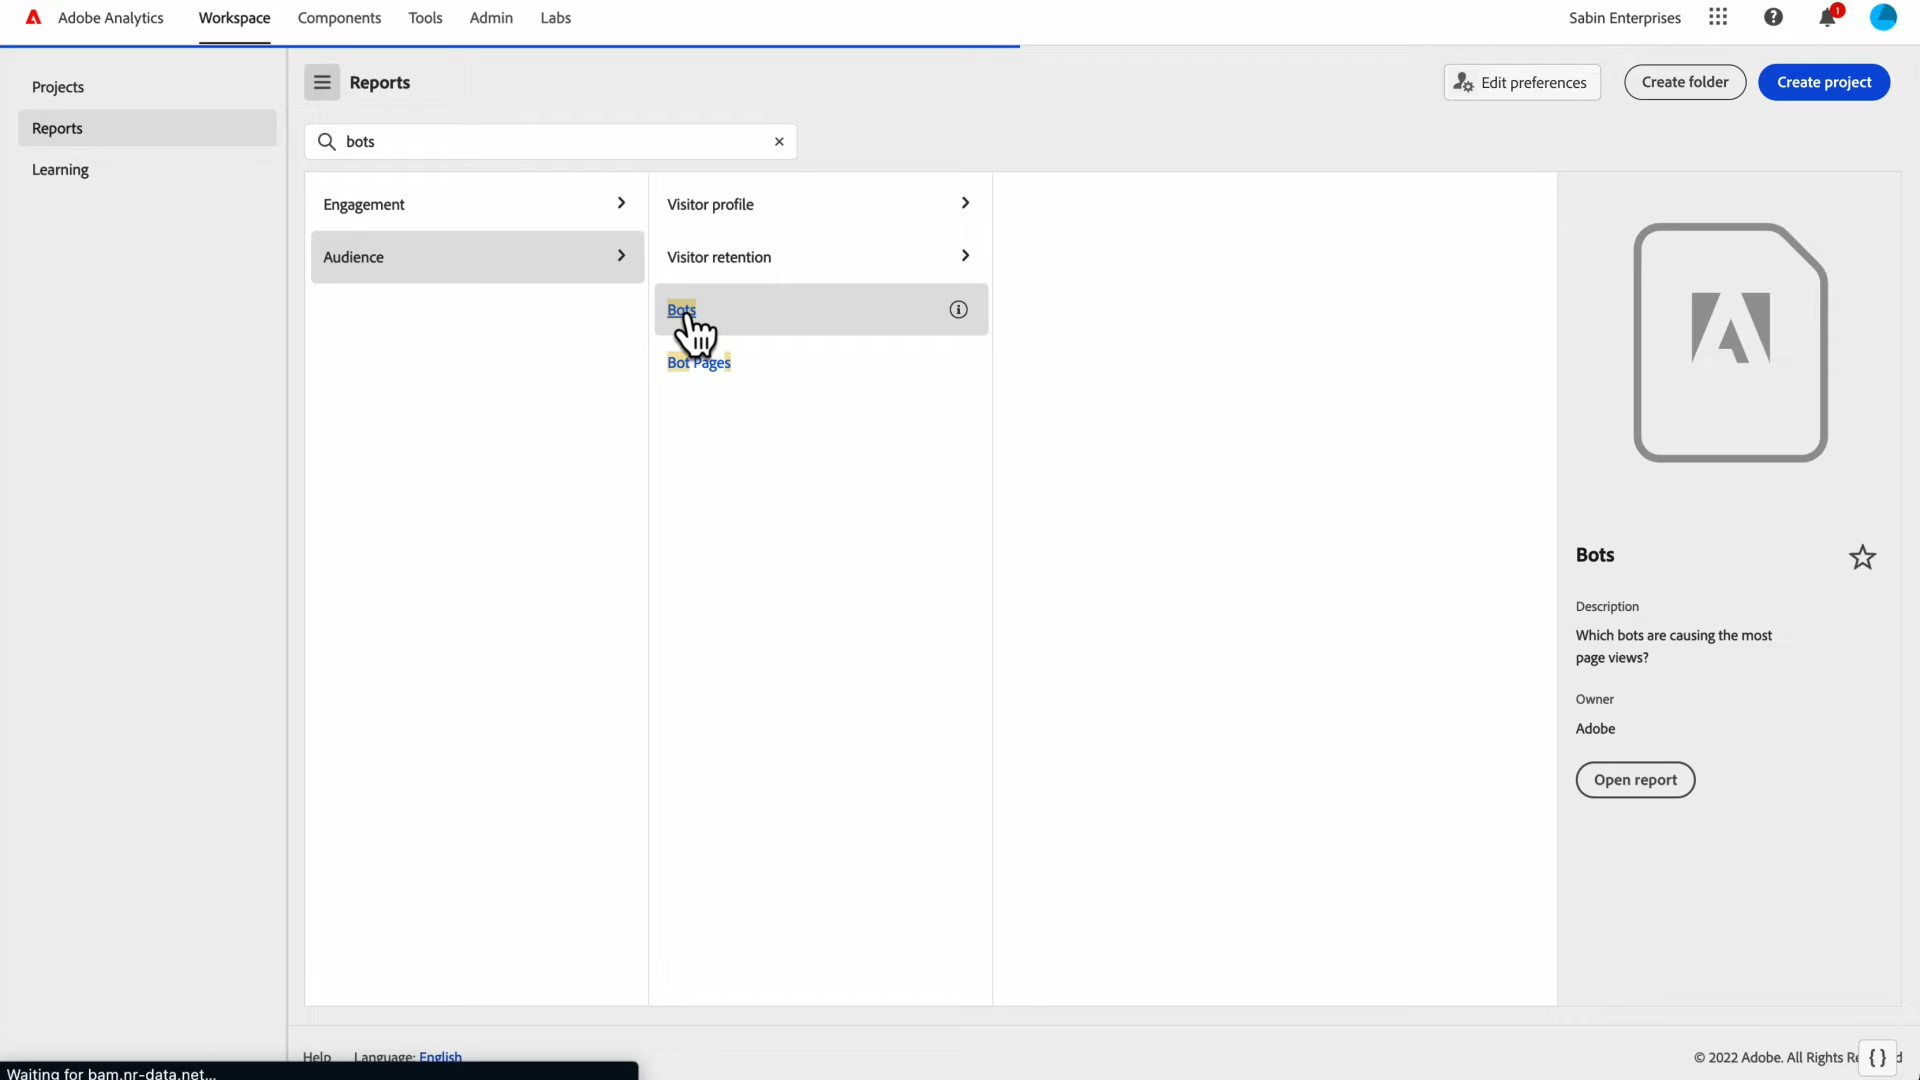 Adobe Analytics
Workspace
Components
Tools
Admin
Labs
Sabin Enterprises
1
Projects
Reports
Learning
Reports
Edit preferences
Create folder
Create project
bots
Engagement
Audience
Visitor profile
Visitor retention
Bots
Bot Pages
Bots
Description
Which bots are causing the most
page views?
Owner
Adobe
Open report
Help
Language: English
© 2022 Adobe. All Rights
Waiting for bam.nr-data.net...